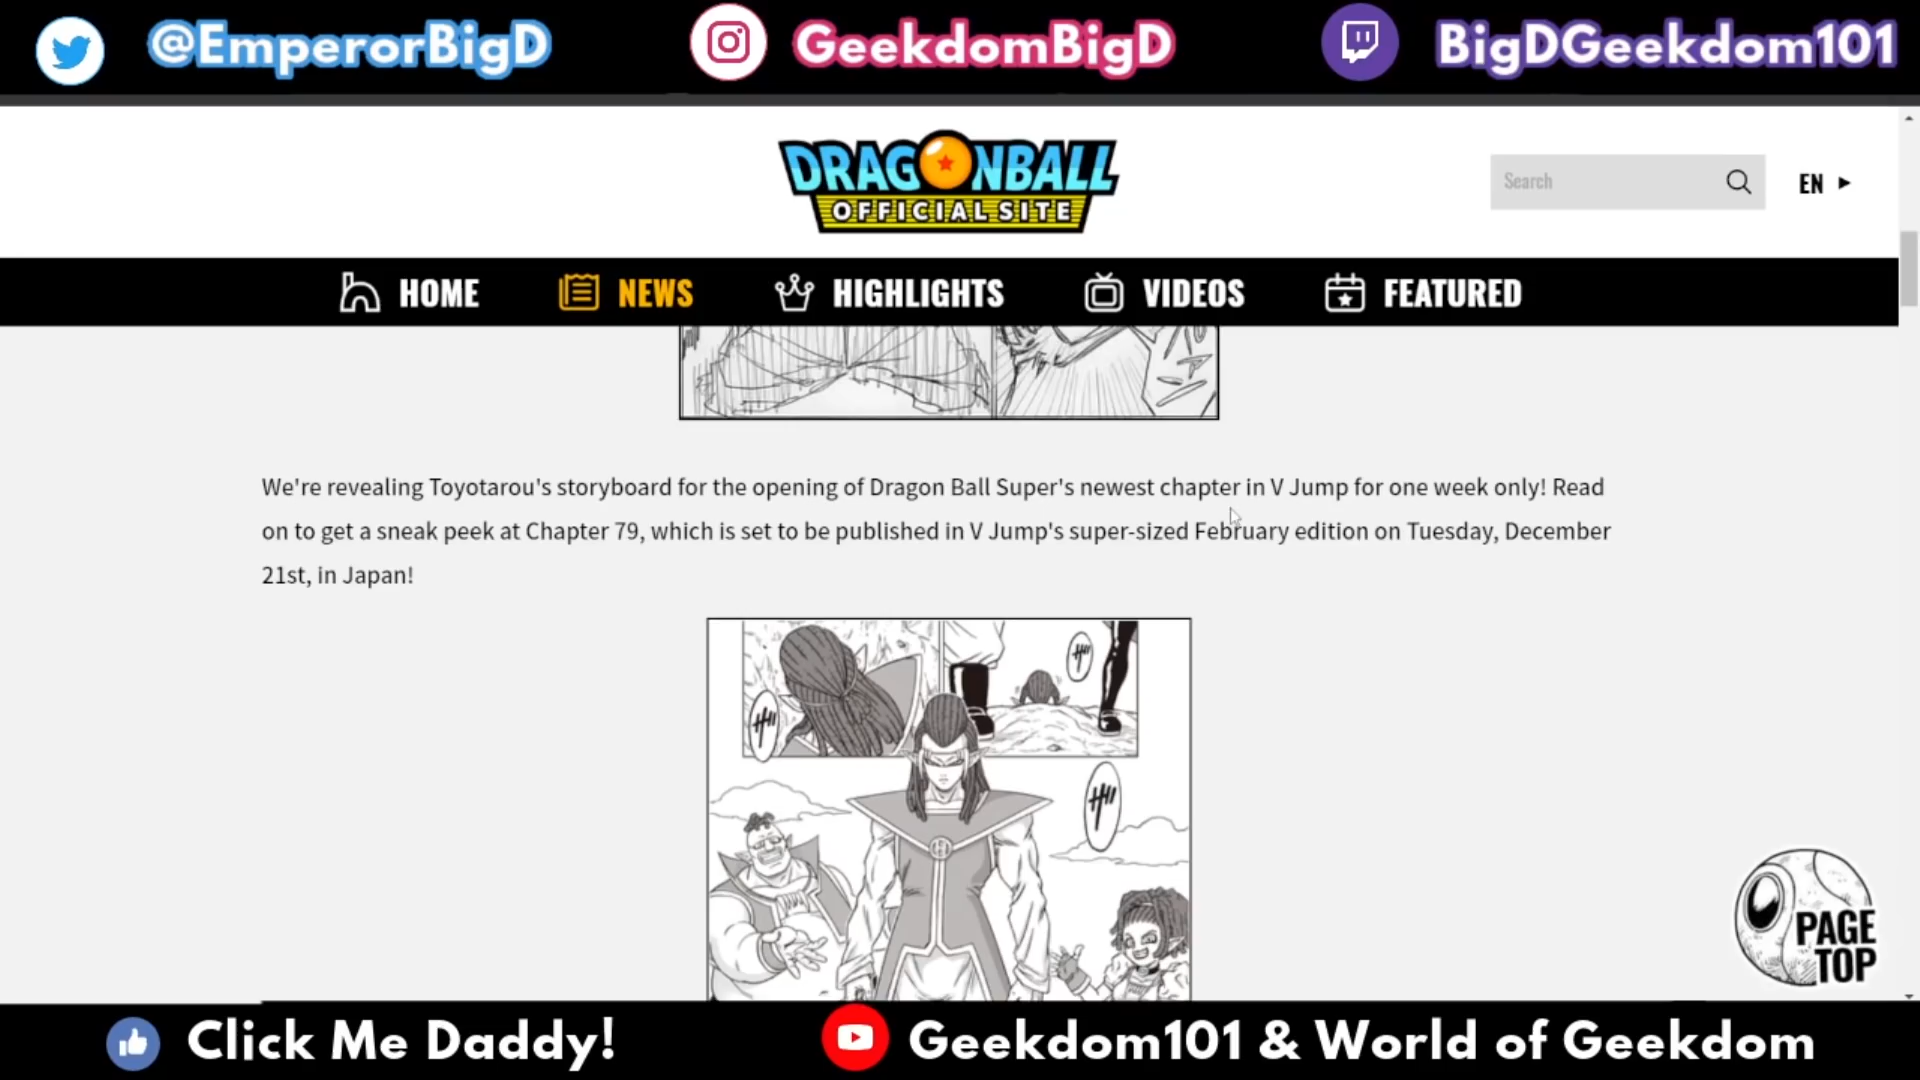 @EmperorBigD
GeekdomBigD
BigDGeekdom101
DRAGONBALL
OFFICIAL SITE
Search
EN
HOME
NEWS
HIGHLIGHTS
VIDEOS
FEATURED
We're revealing Toyotarou's storyboard for the opening of Dragon Ball Super's newest chapter in V Jump for one week only! Read
on to get a sneak peek at Chapter 79, which is set to be published in V Jump's super-sized February edition on Tuesday, December
21st, in Japan!
PAGE
TOP
Click Me Daddy!
Geekdom101 & World of Geekdom